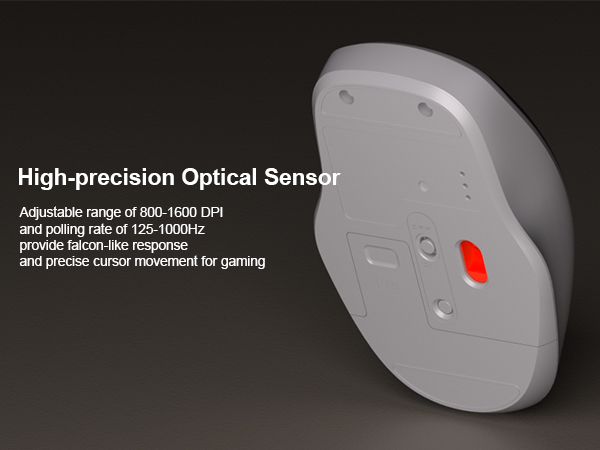 High-precision Optical Sensor
Adjustable range of 800-1600 DPI
and polling rate of 125-1000Hz
provide falcon-like response
and precise cursor movement for gaming